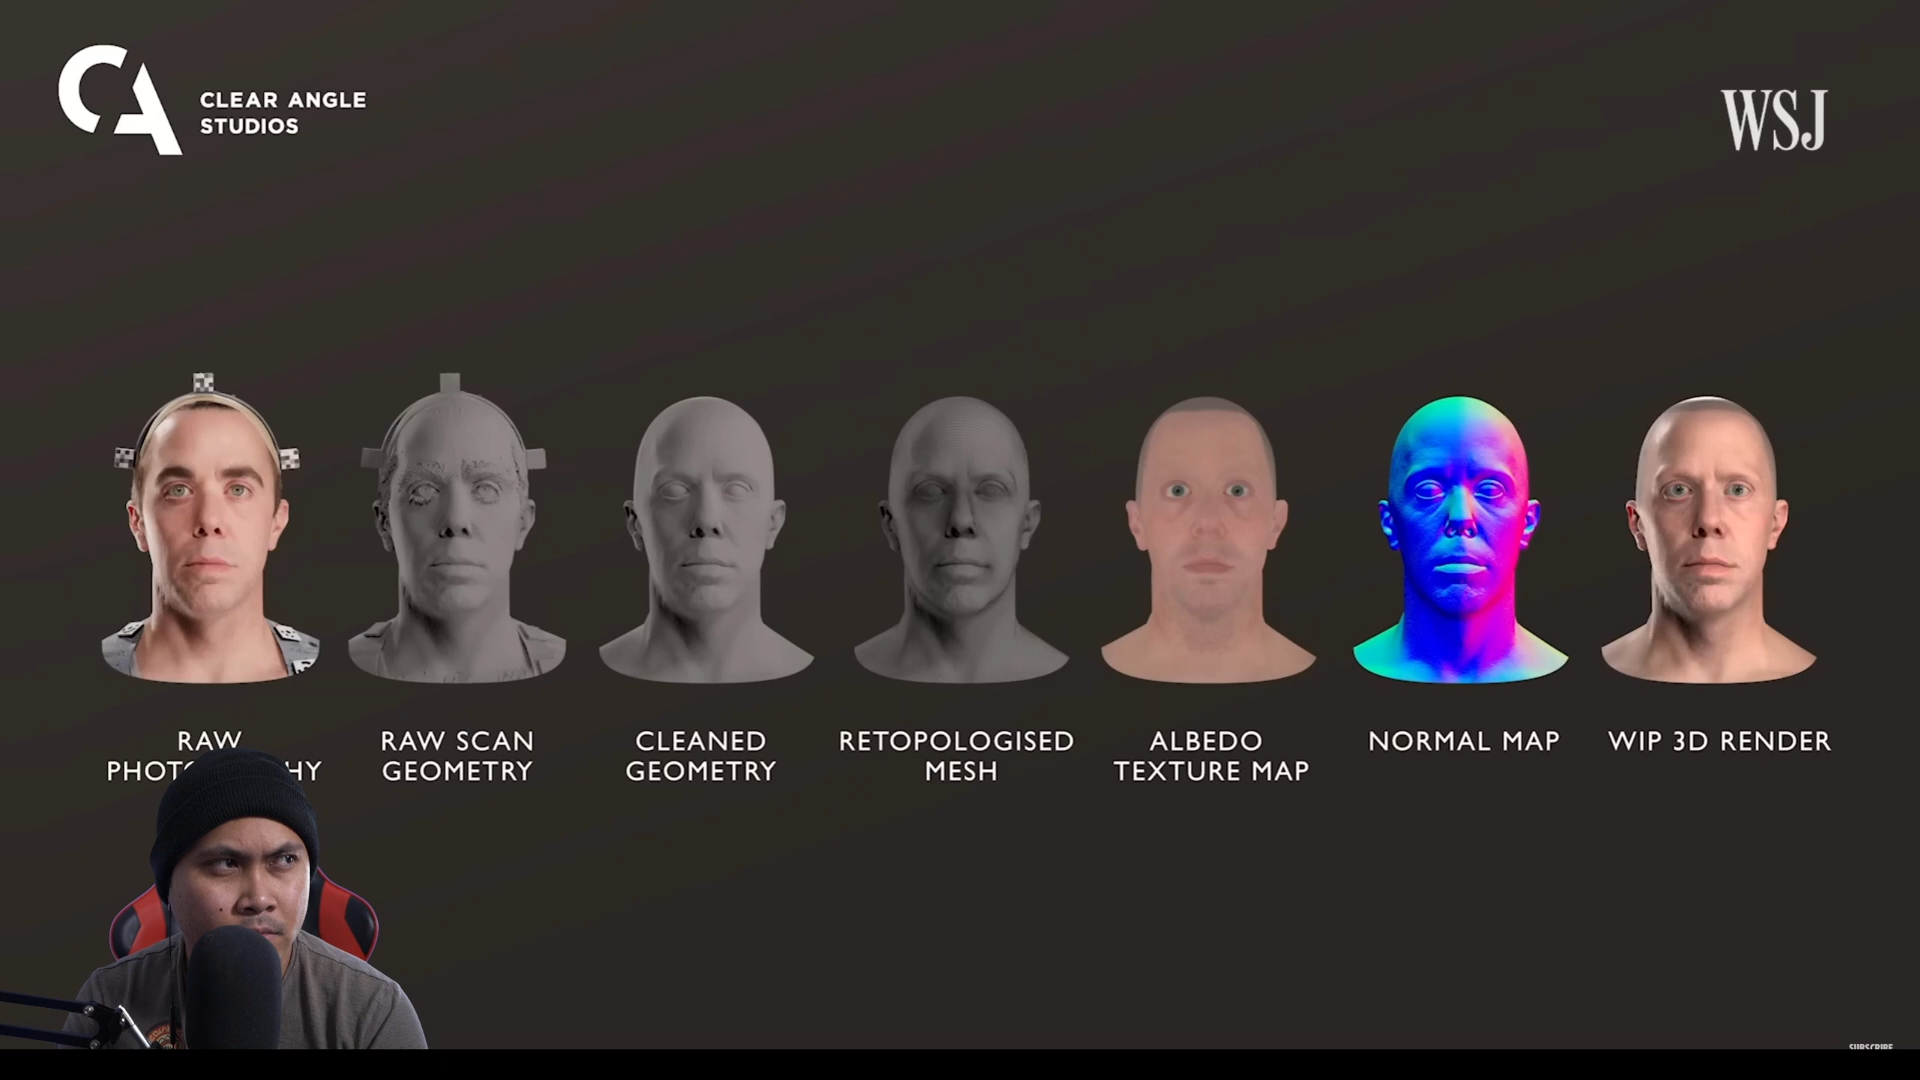 CLEAR ANGLE
STUDIOS
WSJ
RAW
RAW SCAN
GEOMETRY
CLEANED
GEOMETRY
RETOPOLOGISED
MESH
ALBEDO
TEXTURE MAP
NORMAL MAP
WIP 3D RENDER
SUBSCRIBE